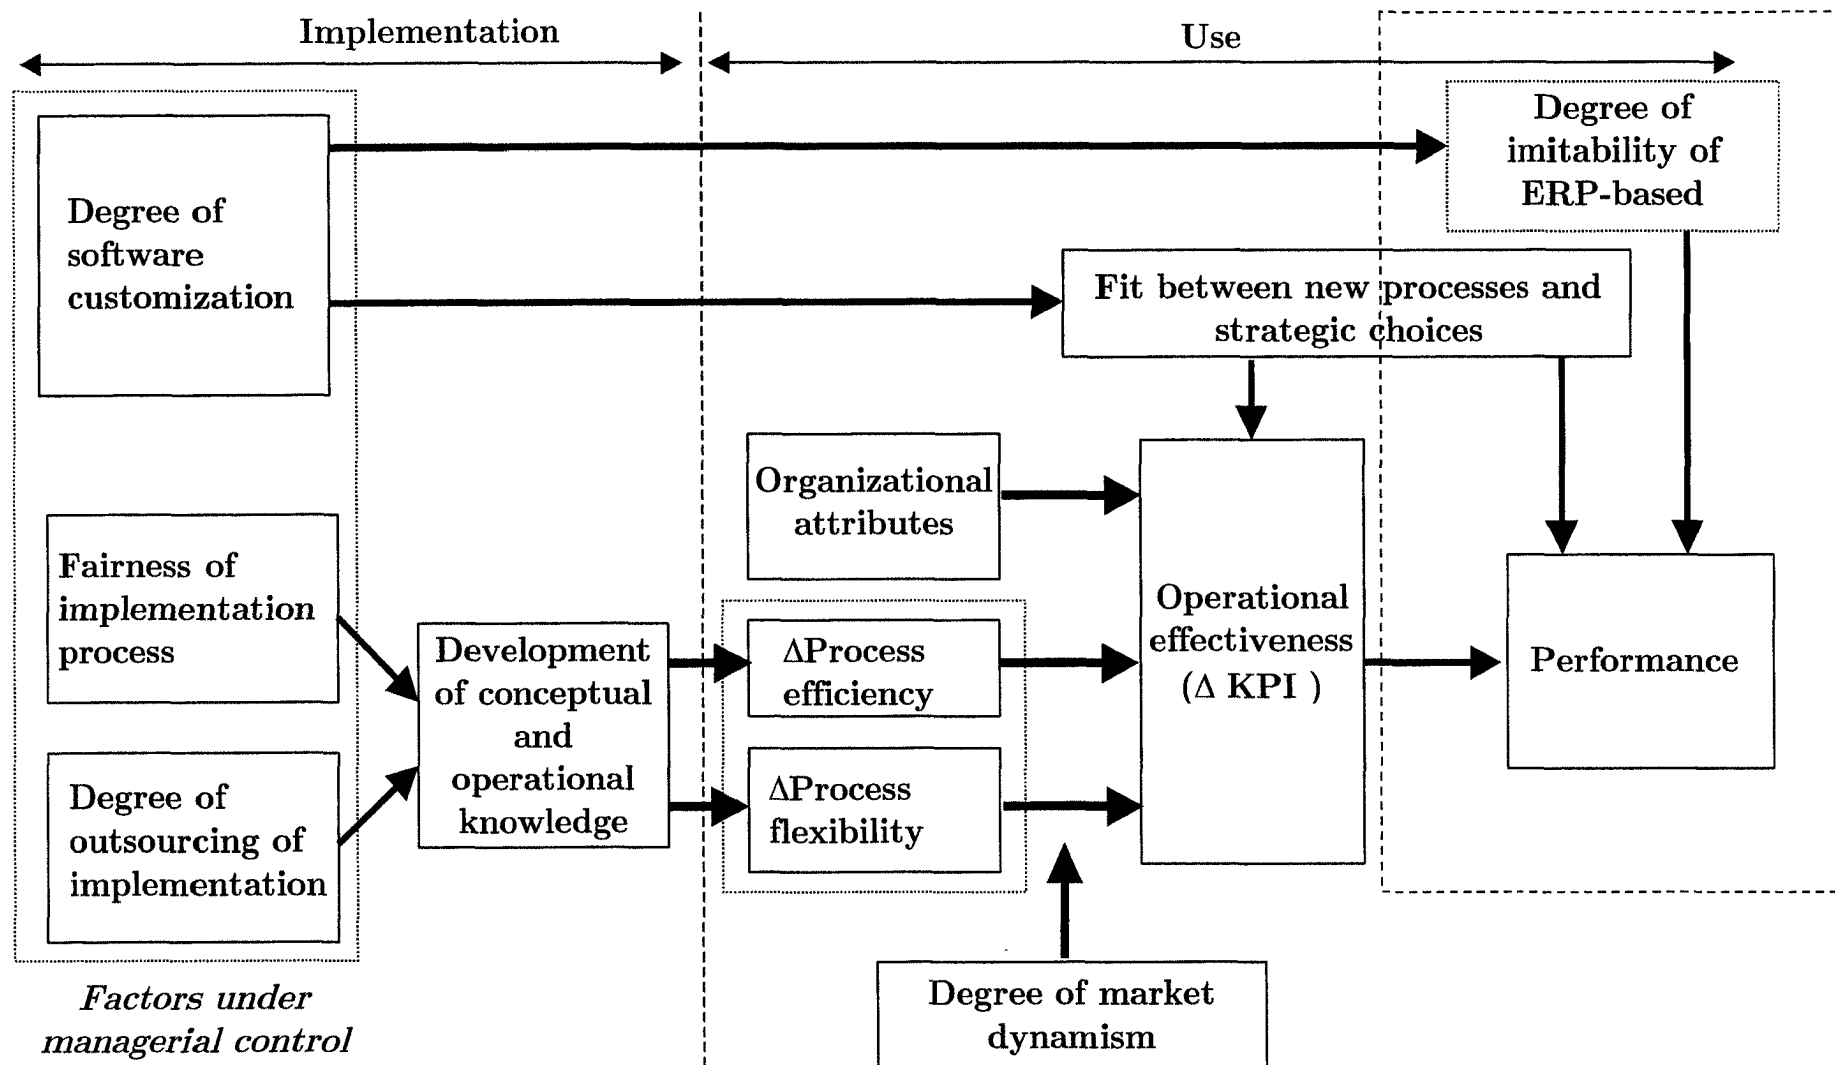 Implementation
Use
Degree of
imitability of
ERP-based
Degree of
software
customization
Fit between new processes and
strategic choices
Organizational
attributes
Fairness of
implementation
process
Development
of conceptual
and
operational
knowledge
ΔProcess
efficiency
Operational
effectiveness
(Δ KPI )
Performance
Degree of
outsourcing of
implementation
ΔProcess
flexibility
Factors under
managerial control
Degree of market
dynamism